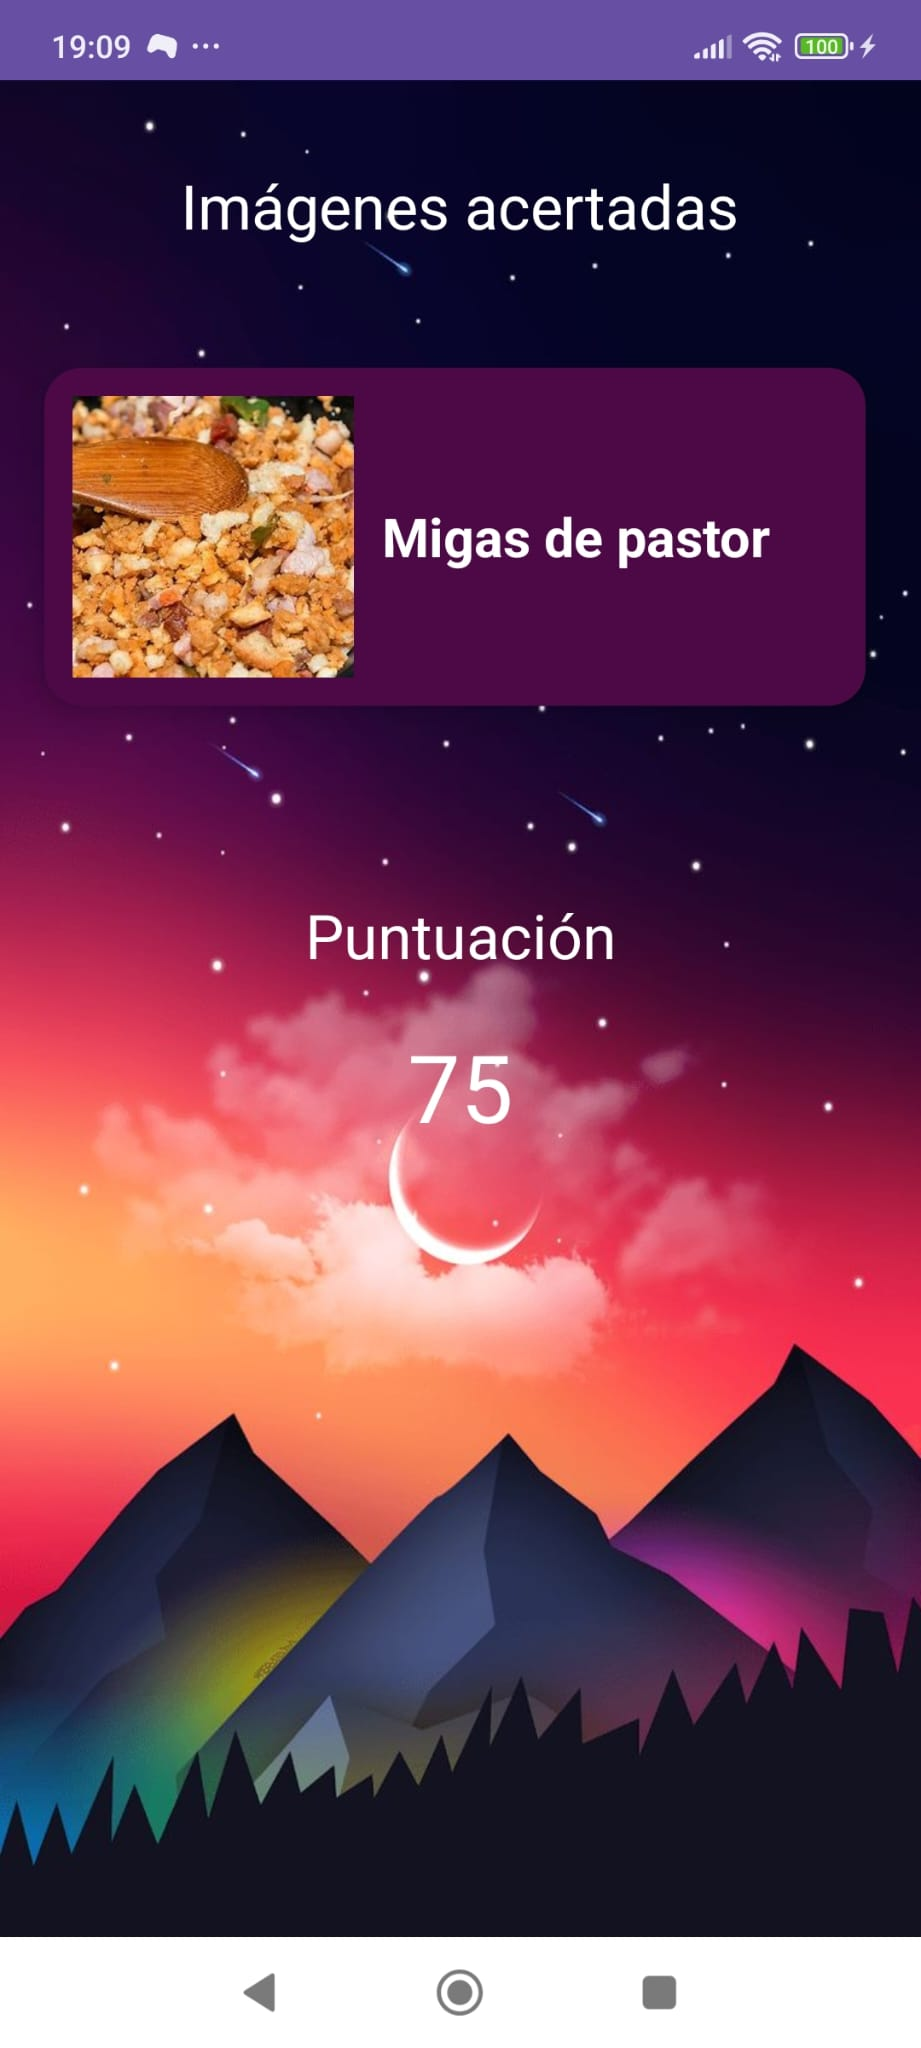 19:09
100
Imágenes acertadas
Migas de pastor
Puntuación
75